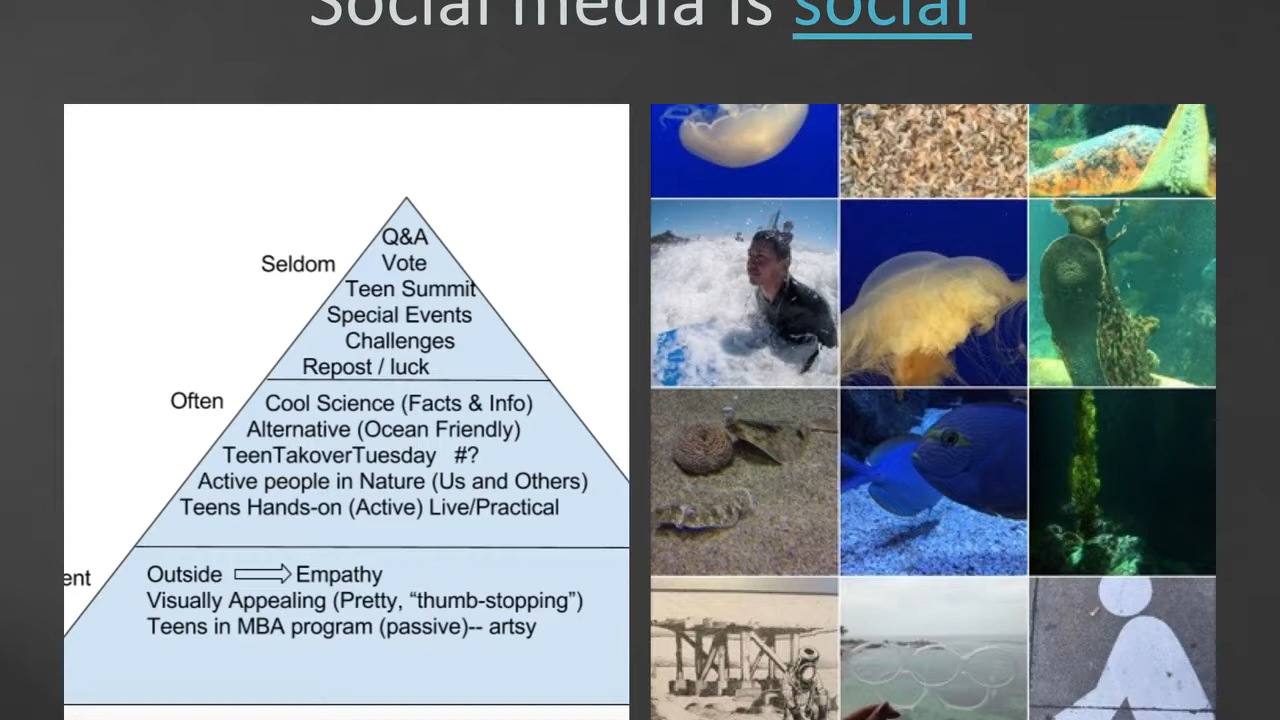 Social media is social
Q&A
Seldom
Vote
Teen Summit
Special Events
Challenges
Repost / luck
Often
Cool Science (Facts & Info)
Alternative (Ocean Friendly)
TeenTakoverTuesday #?
Active people in Nature (Us and Others)
Teens Hands-on (Active) Live/Practical
ent
Outside Empathy
Visually Appealing (Pretty, “thumb-stopping”)
Teens in MBA program (passive)-- artsy